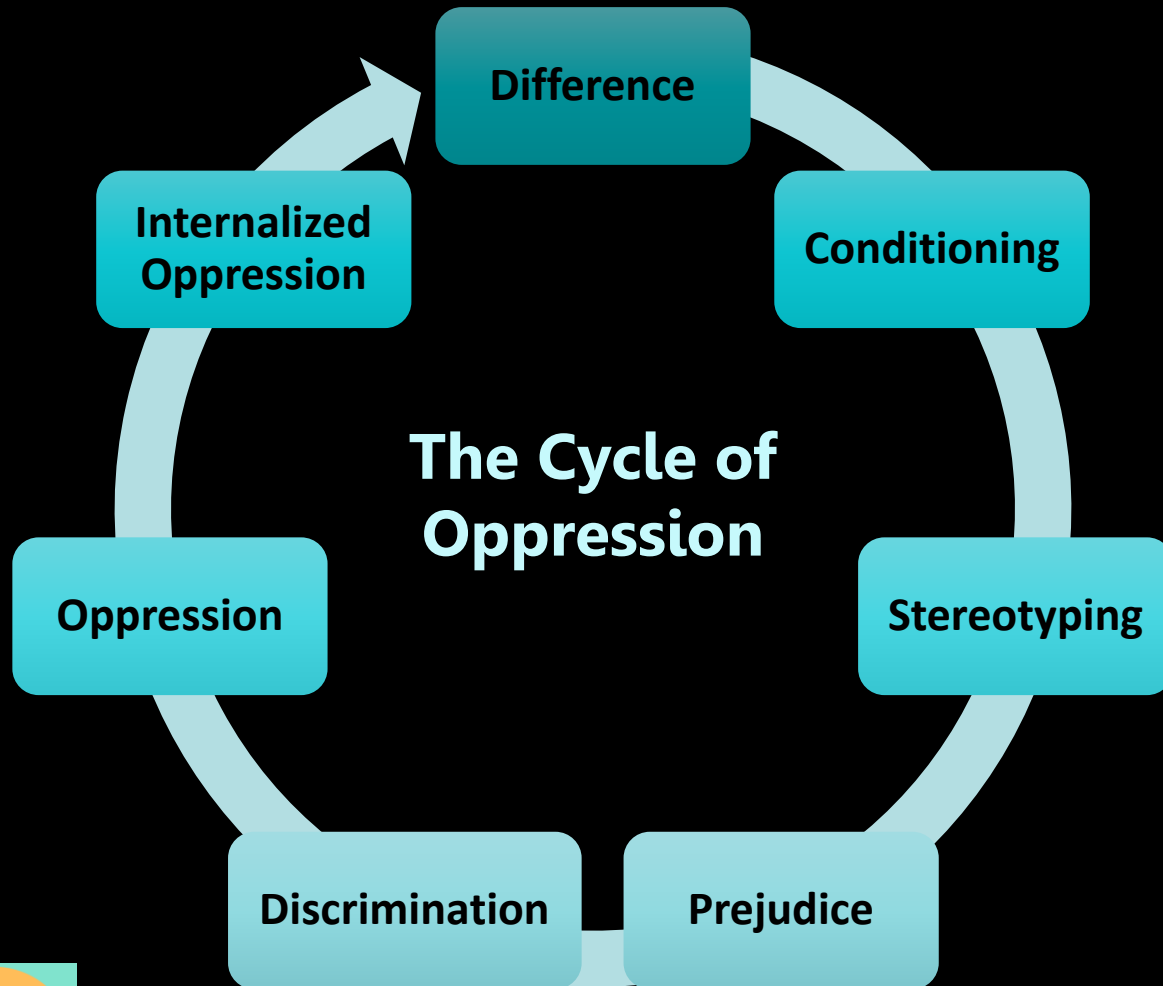 Difference
Conditioning
Stereotyping
Prejudice
Discrimination
Oppression
Internalized
Oppression
The Cycle of
Oppression